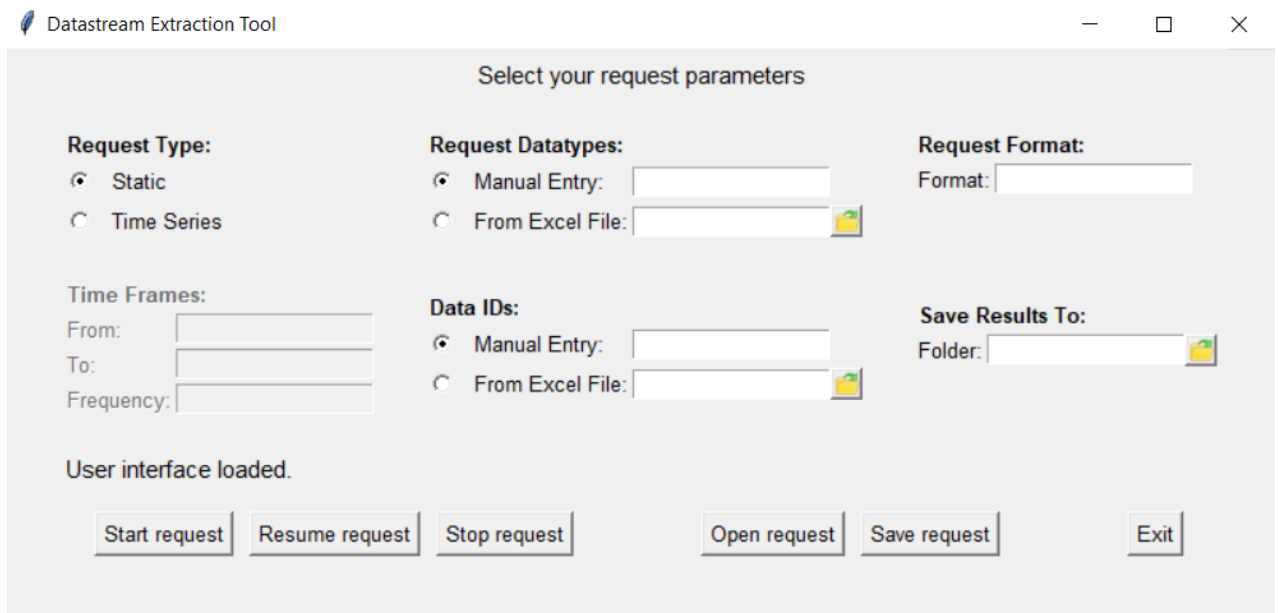 Datastream Extraction Tool
Select your request parameters
Request Type:
Static
Time Series
Request Datatypes:
Manual Entry:
From Excel File:
Request Format:
Format:
Time Frames:
From:
To:
Frequency:
Data IDs:
Manual Entry:
From Excel File:
Save Results To:
Folder:
User interface loaded.
Start request
Resume request
Stop request
Open request
Save request
Exit